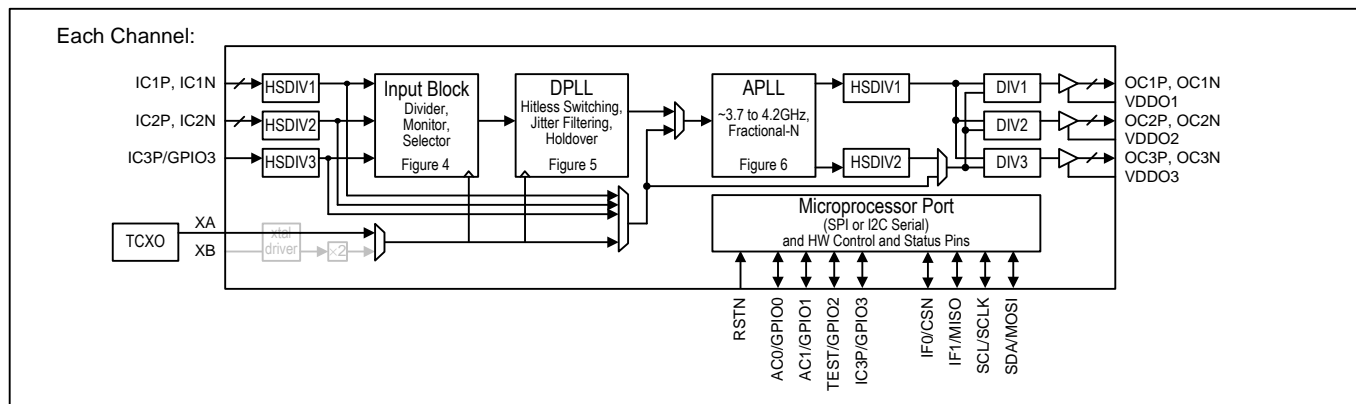 Each Channel:
IC1P, IC1N
IC2P, IC2N
IC3P/GPIO3
HSDIV1
HSDIV2
HSDIV3
Input Block
Divider,
Monitor,
Selector
Figure 4
DPLL
Hitless Switching,
Jitter Filtering,
Holdover
Figure 5
APLL
~3.7 to 4.2GHz,
Fractional-N
Figure 6
HSDIV1
HSDIV2
DIV1
DIV2
DIV3
OC1P, OC1N
VDDO1
OC2P, OC2N
VDDO2
OC3P, OC3N
VDDO3
TCXO
XA
XB
xtal
driver
×2
Microprocessor Port
(SPI or I2C Serial)
and HW Control and Status Pins
RSTN
AC0/GPIO0
AC1/GPIO1
TEST/GPIO2
IC3P/GPIO3
IF0/CSN
IF1/MISO
SCL/SCLK
SDA/MOSI